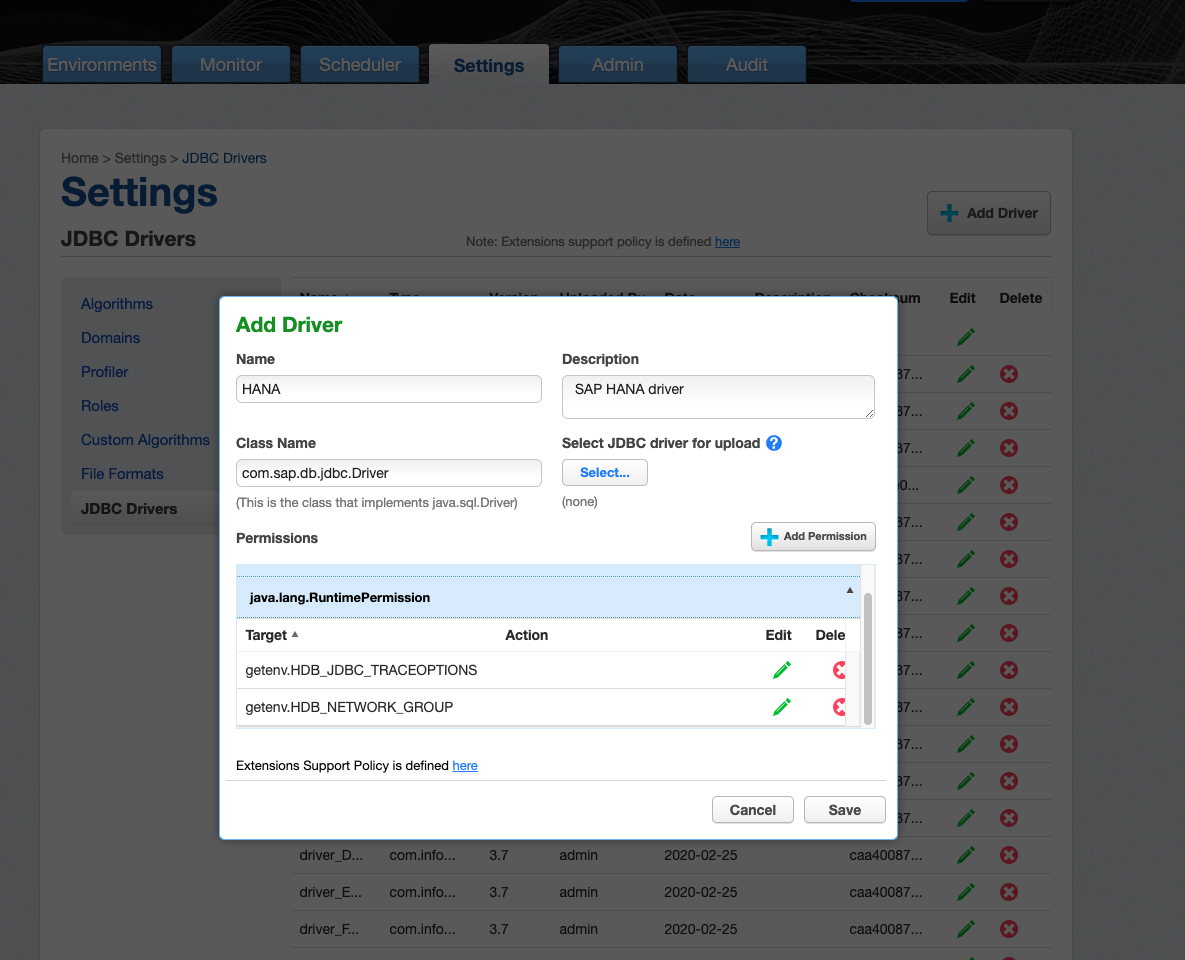 Environments Monitor Scheduler Settings Admin Audit
Home > Settings > JDBC Drivers
Settings
Add Driver
JDBC Drivers
Note: Extensions support policy is defined here
Algorithms
Domains
Profiler
Roles
Custom Algorithms
File Formats
JDBC Drivers
Edit Delete
Add Driver
Name
HANA
Description
SAP HANA driver
Class Name
com.sap.db.jdbc.Driver
(This is the class that implements java.sql.Driver)
Select JDBC driver for upload ?
Select...
(none)
Permissions
Add Permission
java.lang.RuntimePermission
Target Action Edit Dele
getenv.HDB_JDBC_TRACEOPTIONS
getenv.HDB_NETWORK_GROUP
Extensions Support Policy is defined here
Cancel Save
driver_D... com.info... 3.7 admin 2020-02-25 caa40087...
driver_E... com.info... 3.7 admin 2020-02-25 caa40087...
driver_F... com.info... 3.7 admin 2020-02-25 caa40087...